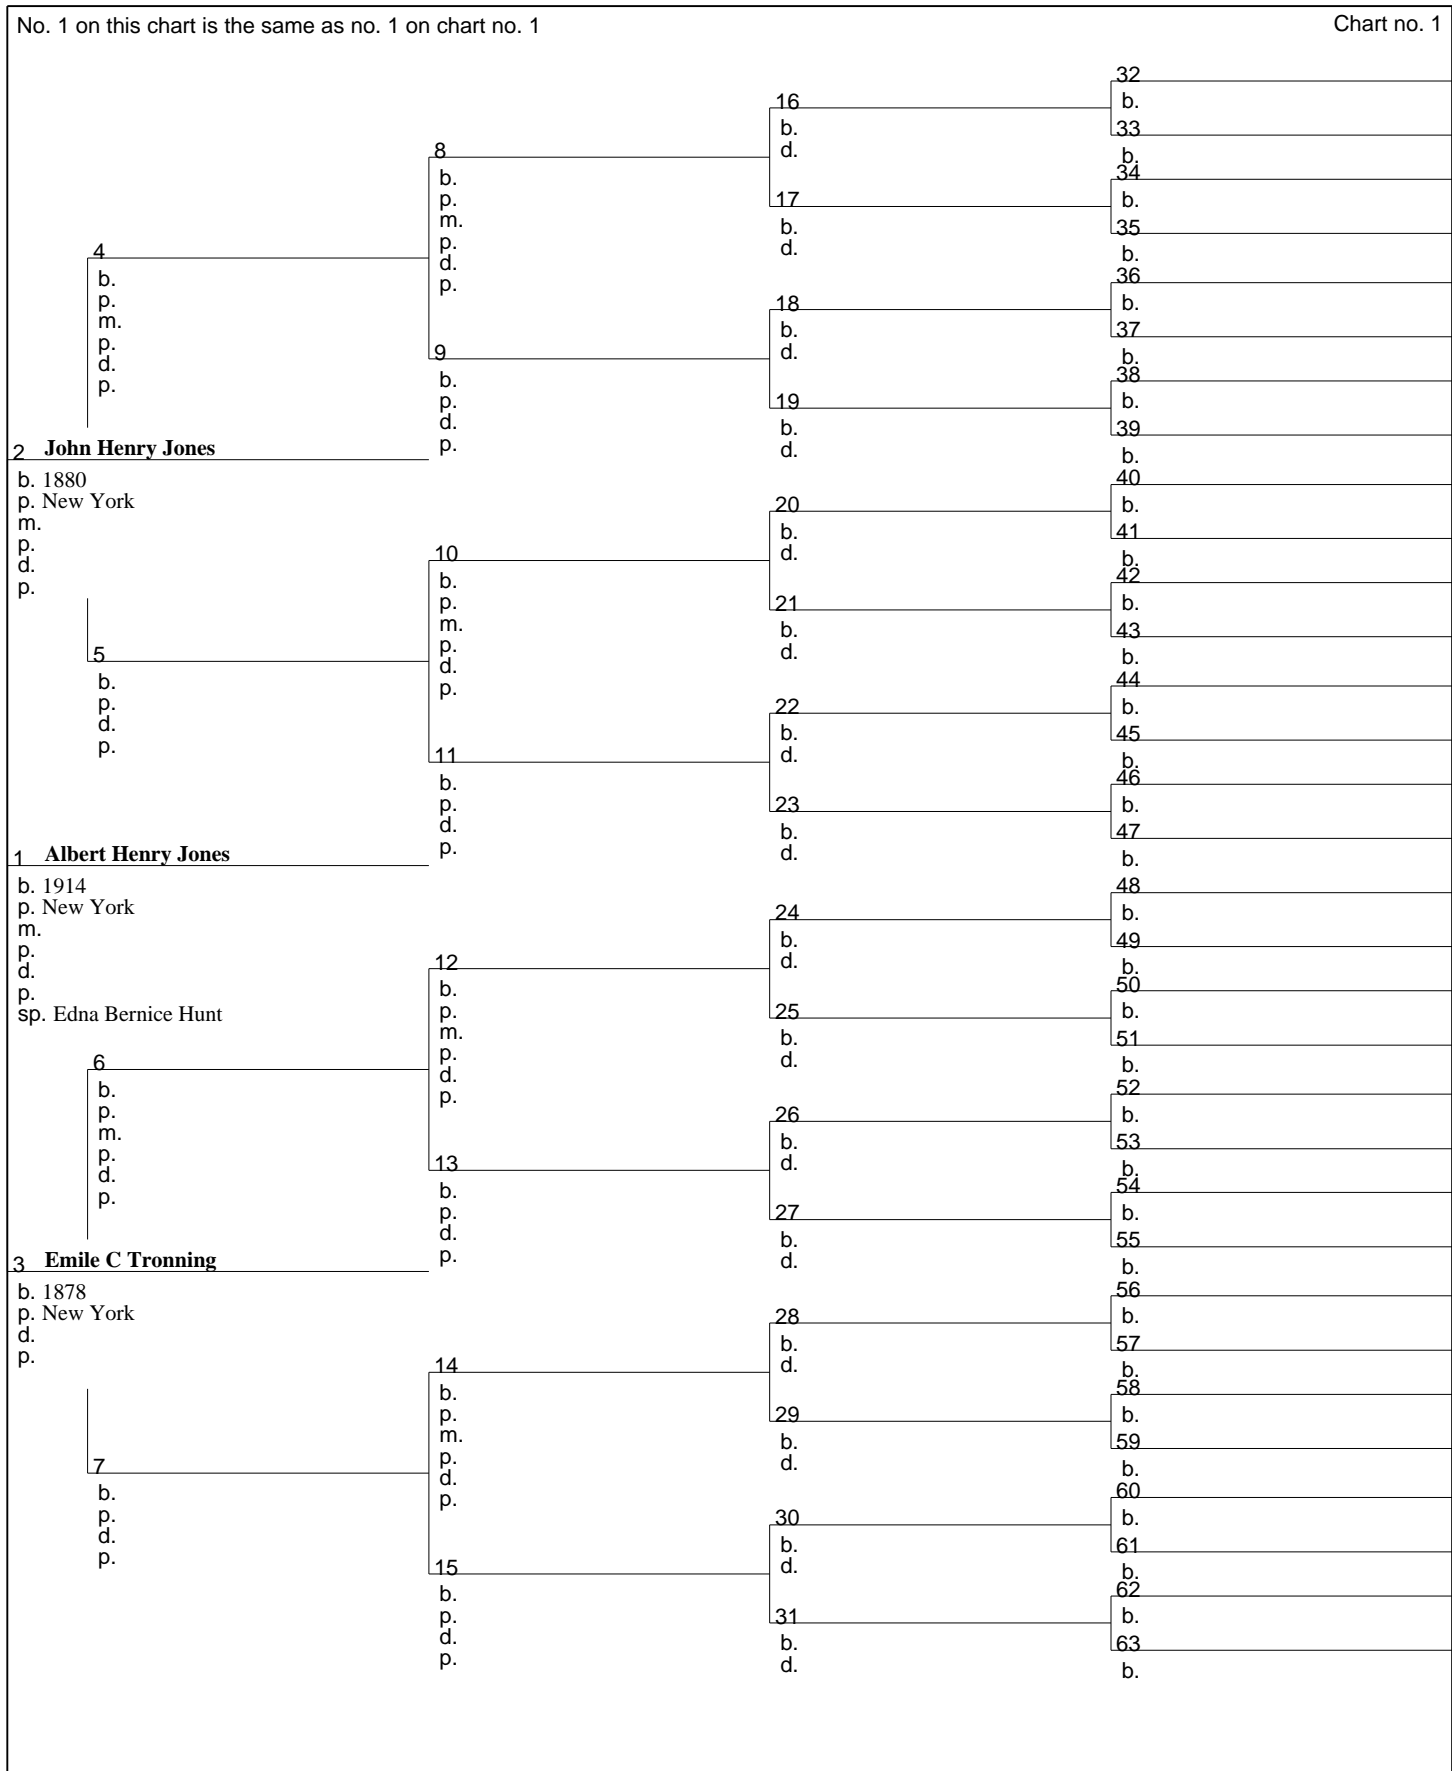 No. 1 on this chart is the same as no. 1 on chart no. 1
Chart no. 1
2 John Henry Jones
b. 1880
p. New York
m.
p.
d.
p.
1 Albert Henry Jones
b. 1914
p. New York
m.
p.
d.
p.
sp. Edna Bernice Hunt
3 Emile C Tronning
b. 1878
p. New York
d.
p.
4
b.
p.
m.
p.
d.
p.
5
b.
p.
d.
p.
6
b.
p.
m.
p.
d.
p.
7
b.
p.
d.
p.
8
b.
p.
m.
p.
d.
p.
9
b.
p.
d.
p.
10
b.
p.
m.
p.
d.
p.
11
b.
p.
d.
p.
12
b.
p.
m.
p.
d.
p.
13
b.
p.
d.
p.
14
b.
p.
m.
p.
d.
p.
15
b.
p.
d.
p.
16
b.
d.
17
b.
d.
18
b.
d.
19
b.
d.
20
b.
d.
21
b.
d.
22
b.
d.
23
b.
d.
24
b.
d.
25
b.
d.
26
b.
d.
27
b.
d.
28
b.
d.
29
b.
d.
30
b.
d.
31
b.
d.
32
b.
33
b.
34
b.
35
b.
36
b.
37
b.
38
b.
39
b.
40
b.
41
b.
42
b.
43
b.
44
b.
45
b.
46
b.
47
b.
48
b.
49
b.
50
b.
51
b.
52
b.
53
b.
54
b.
55
b.
56
b.
57
b.
58
b.
59
b.
60
b.
61
b.
62
b.
63
b.